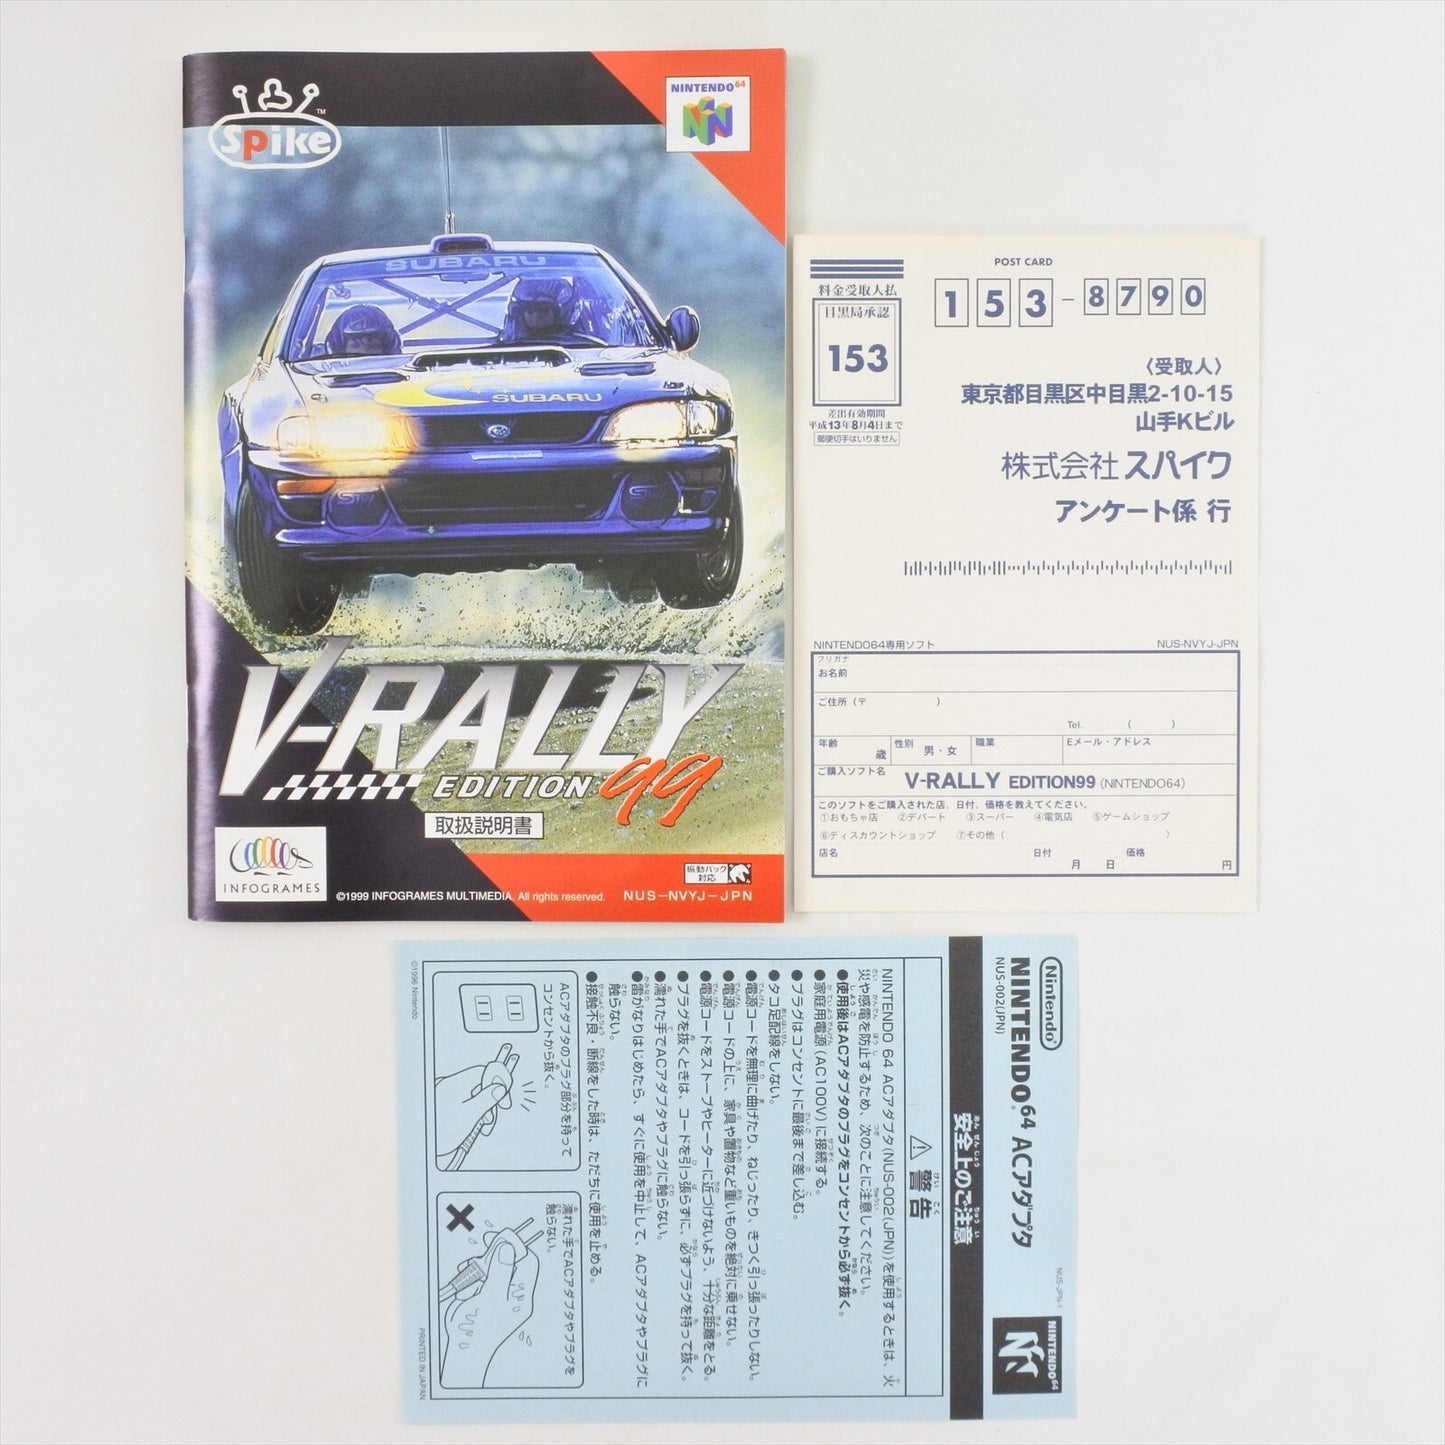 Spike
TM
NINTENDO64
SUBARU
SUBARU
V-RALLY
EDITION 99
取扱説明書
INFOGRAMES
振動パック
対応
©1999 INFOGRAMES MULTIMEDIA. All rights reserved.
NUS-NVYJ-JPN
POST CARD
料金受取人払
目黒局承認
153
差出有効期間
平成13年8月4日まで
郵便切手はいりません
153-8790
〈受取人〉
東京都目黒区中目黒2-10-15
山手Kビル
株式会社スパイク
アンケート係 行
NINTENDO64専用ソフト
NUS-NVYJ-JPN
フリガナ
お名前
ご住所(〒 )
Tel. ( )
年齢 歳
性別 男・女
職業
Eメール・アドレス
ご購入ソフト名
V-RALLY EDITION99 (NINTENDO64)
このソフトをご購入された店、日付、価格を教えてください。
①おもちゃ店 ②デパート ③スーパー ④電気店 ⑤ゲームショップ
⑥ディスカウントショップ ⑦その他( )
店名
日付 月 日
価格 円
Nintendo
NINTENDO64 ACアダプタ
NUS-002(JPN)
NUS-JPN-1
NINTENDO64
安全上のご注意
警告
NINTENDO 64 ACアダプタ(NUS-002(JPN))を使用するときは、火
災や感電を防止するため、次のことに注意してください。
●使用後はACアダプタのプラグをコンセントから必ず抜く。
●家庭用電源(AC100V)に接続する。
●プラグはコンセントに最後まで差し込む。
●タコ足配線をしない。
●電源コードを無理に曲げたり、ねじったり、きつく引っ張ったりしない。
●電源コードの上に、家具や置物など重いものを絶対に乗せない。
●電源コードをストーブやヒーターに近づけないよう、十分な距離をとる。
●プラグを抜くときは、コードを引っ張らずに、必ずプラグを持って抜く。
●濡れた手でACアダプタやプラグに触らない。
●雷がなりはじめたら、すぐに使用を中止して、ACアダプタやプラグに
触らない。
●接触不良・断線をした時は、ただちに使用を止める。
ACアダプタのプラグ部分を持って
コンセントから抜く。
濡れた手でACアダプタやプラグを
触らない。
©1996 Nintendo
PRINTED IN JAPAN